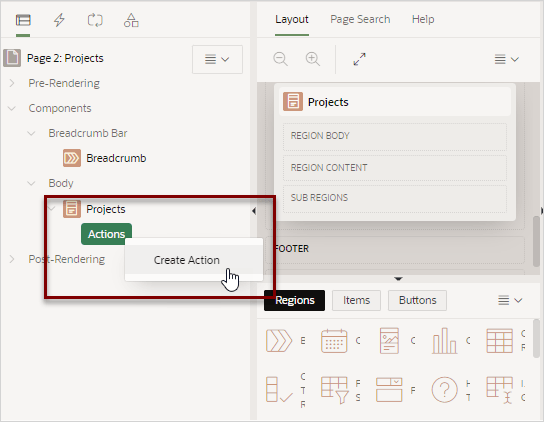 Layout
Page Search
Help
Page 2: Projects
Pre-Rendering
Components
Breadcrumb Bar
Breadcrumb
Body
Projects
Actions
Create Action
Post-Rendering
Projects
REGION BODY
REGION CONTENT
SUB REGIONS
FOOTER
Regions
Items
Buttons